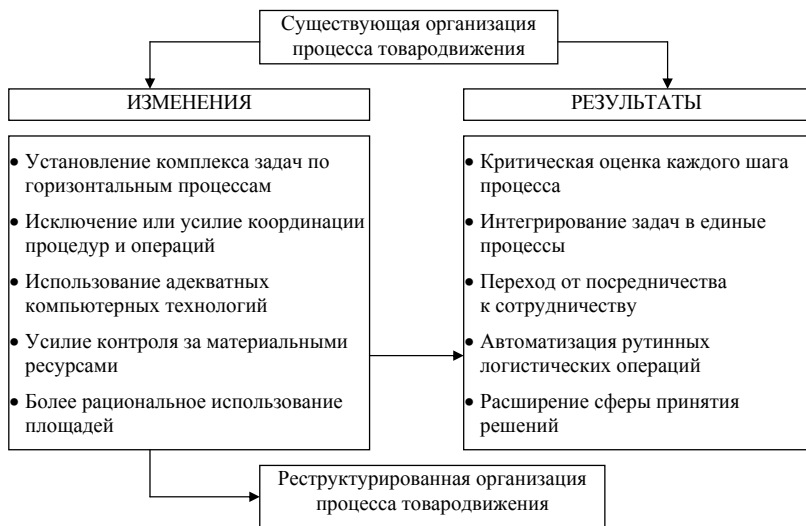 Существующая организация
процесса товародвижения
ИЗМЕНЕНИЯ
• Установление комплекса задач по
горизонтальным процессам
• Исключение или усилие координации
процедур и операций
• Использование адекватных
компьютерных технологий
• Усилие контроля за материальными
ресурсами
• Более рациональное использование
площадей
РЕЗУЛЬТАТЫ
• Критическая оценка каждого шага
процесса
• Интегрирование задач в единые
процессы
• Переход от посредничества
к сотрудничеству
• Автоматизация рутинных
логистических операций
• Расширение сферы принятия
решений
Реструктурированная организация
процесса товародвижения